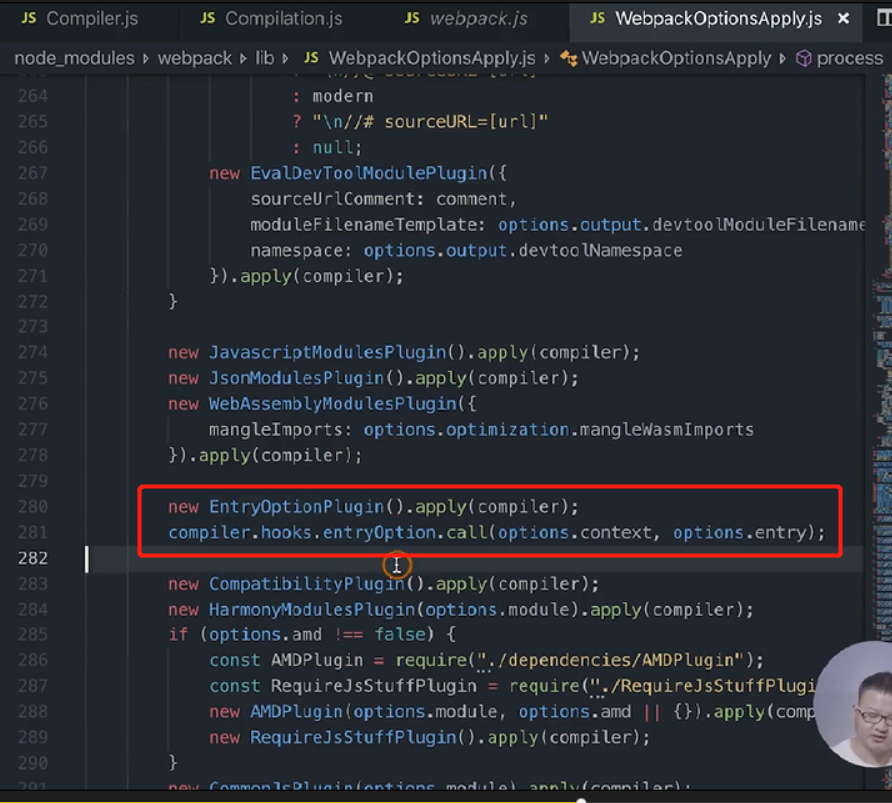 JS Compiler.js JS Compilation.js JS webpack.js JS WebpackOptionsApply.js ×
node_modules webpack lib JS WebpackOptionsApply.js WebpackOptionsApply process
264 : modern
265 ? "\n//# sourceURL=[url]"
266 : null;
267 new EvalDevToolModulePlugin({
268 sourceUrlComment: comment,
269 moduleFilenameTemplate: options.output.devtoolModuleFilename
270 namespace: options.output.devtoolNamespace
271 }).apply(compiler);
272 }
273
274 new JavascriptModulesPlugin().apply(compiler);
275 new JsonModulesPlugin().apply(compiler);
276 new WebAssemblyModulesPlugin({
277 mangleImports: options.optimization.mangleWasmImports
278 }).apply(compiler);
279
280 new EntryOptionPlugin().apply(compiler);
281 compiler.hooks.entryOption.call(options.context, options.entry);
282
283 new CompatibilityPlugin().apply(compiler);
284 new HarmonyModulesPlugin(options.module).apply(compiler);
285 if (options.amd !== false) {
286 const AMDPlugin = require("./dependencies/AMDPlugin");
287 const RequireJsStuffPlugin = require("./RequireJsStuffPlugi
288 new AMDPlugin(options.module, options.amd || {}).apply(comp
289 new RequireJsStuffPlugin().apply(compiler);
290 }
291 new CommonJsPlugin(options.module).apply(compiler);